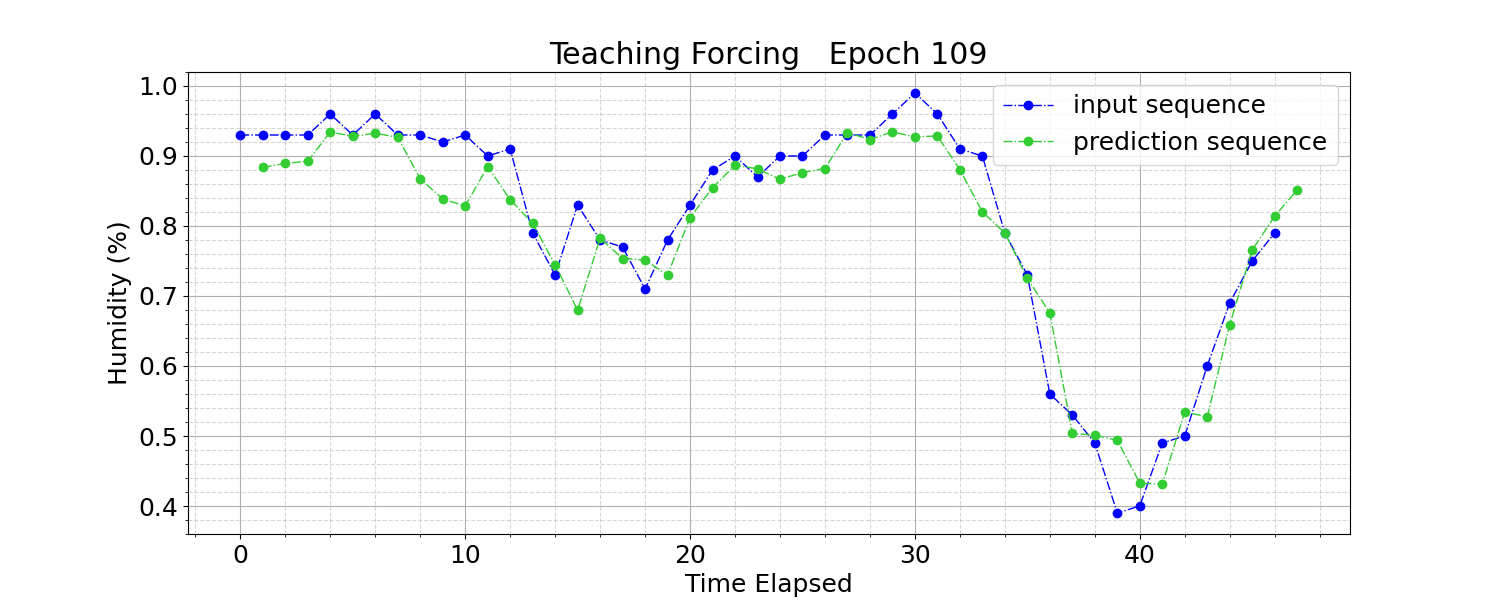 Teaching Forcing   Epoch 109
input sequence
prediction sequence
Humidity (%)
1.0
0.9
0.8
0.7
0.6
0.5
0.4
0 10 20 30 40
Time Elapsed